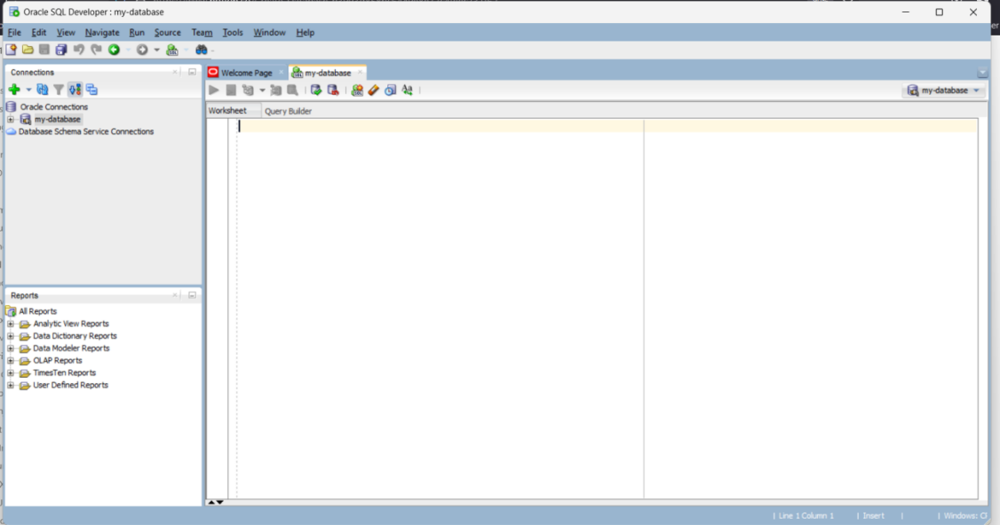 Oracle SQL Developer : my-database
File Edit View Navigate Run Source Team Tools Window Help
Connections
Oracle Connections
my-database
Database Schema Service Connections
Reports
All Reports
Analytic View Reports
Data Dictionary Reports
Data Modeler Reports
OLAP Reports
TimesTen Reports
User Defined Reports
Welcome Page
my-database
my-database
Worksheet
Query Builder
Line 1 Column 1
Insert
Windows: Cl